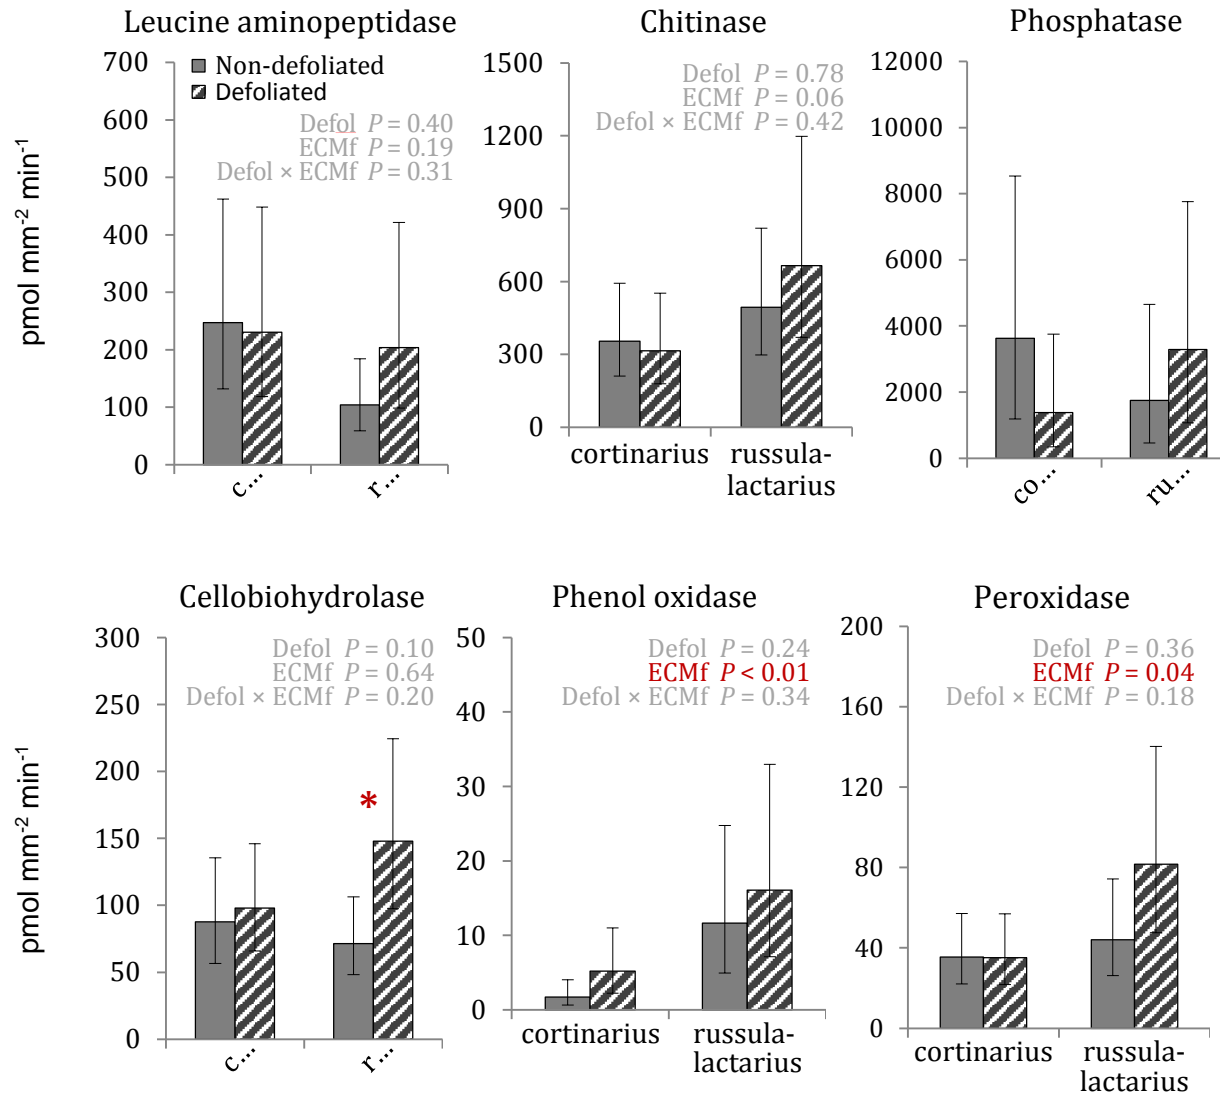 Leucine aminopeptidase
pmol mm-2 min-1
700
600
500
400
300
200
100
0
Non-defoliated
Defoliated
Defol P = 0.40
ECMf P = 0.19
Defol × ECMf P = 0.31
c...
r...
Chitinase
1500
1200
900
600
300
0
Defol P = 0.78
ECMf P = 0.06
Defol × ECMf P = 0.42
cortinarius
russula-
lactarius
Phosphatase
12000
10000
8000
6000
4000
2000
0
co...
ru...
Cellobiohydrolase
pmol mm-2 min-1
300
250
200
150
100
50
0
Defol P = 0.10
ECMf P = 0.64
Defol × ECMf P = 0.20
*
c...
r...
Phenol oxidase
50
40
30
20
10
0
Defol P = 0.24
ECMf P < 0.01
Defol × ECMf P = 0.34
cortinarius
russula-
lactarius
Peroxidase
200
160
120
80
40
0
Defol P = 0.36
ECMf P = 0.04
Defol × ECMf P = 0.18
cortinarius
russula-
lactarius